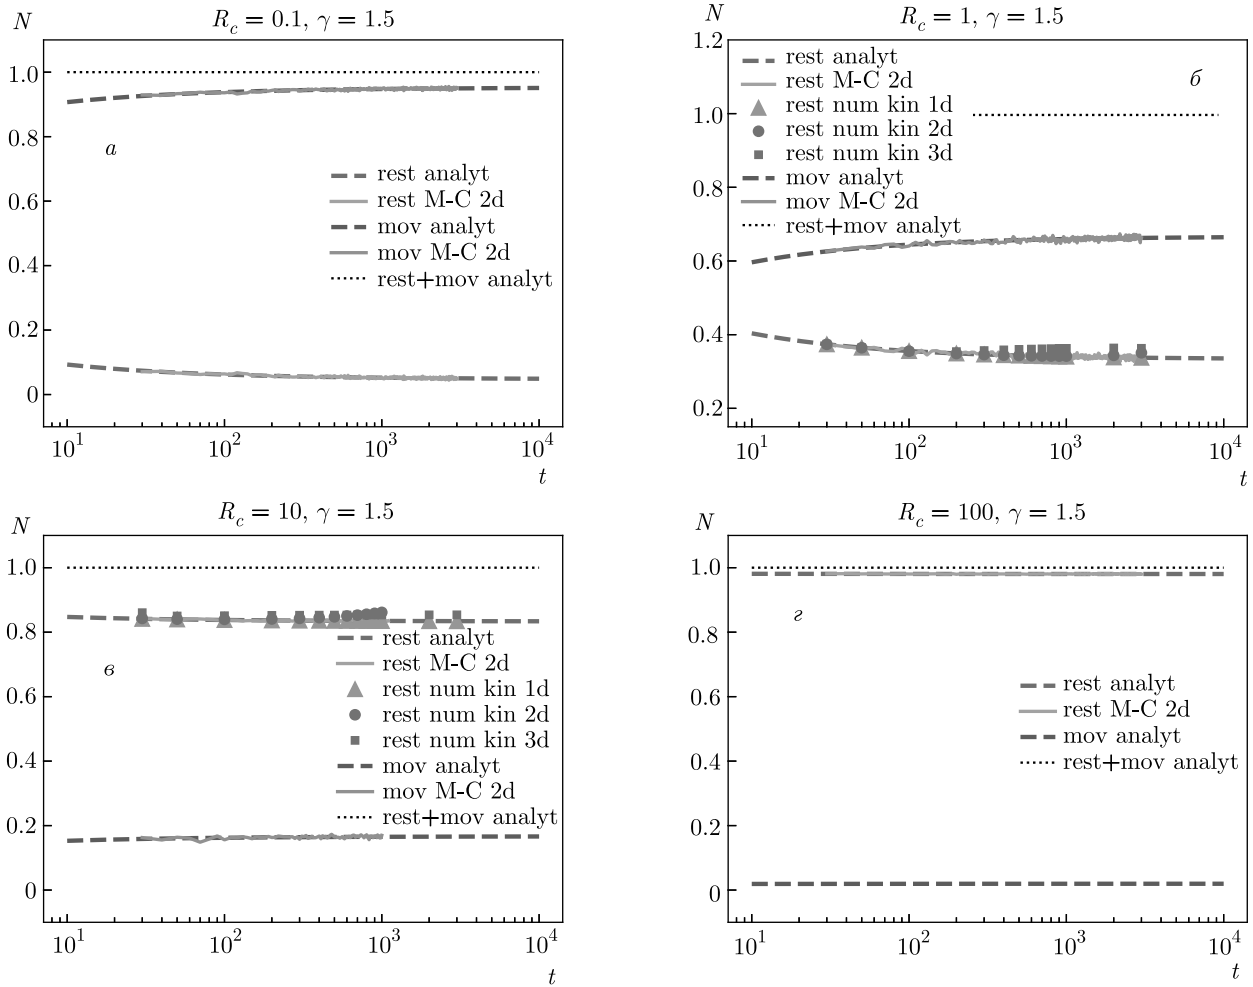 N
R_c = 0.1, γ = 1.5
1.0
0.8
0.6
0.4
0.2
0
а
rest analyt
rest M-C 2d
mov analyt
mov M-C 2d
rest+mov analyt
10^1 10^2 10^3 10^4
t
N
R_c = 1, γ = 1.5
1.2
1.0
0.8
0.6
0.4
0.2
б
rest analyt
rest M-C 2d
rest num kin 1d
rest num kin 2d
rest num kin 3d
mov analyt
mov M-C 2d
rest+mov analyt
10^1 10^2 10^3 10^4
t
N
R_c = 10, γ = 1.5
1.0
0.8
0.6
0.4
0.2
0
в
rest analyt
rest M-C 2d
rest num kin 1d
rest num kin 2d
rest num kin 3d
mov analyt
mov M-C 2d
rest+mov analyt
10^1 10^2 10^3 10^4
t
N
R_c = 100, γ = 1.5
1.0
0.8
0.6
0.4
0.2
0
г
rest analyt
rest M-C 2d
mov analyt
rest+mov analyt
10^1 10^2 10^3 10^4
t